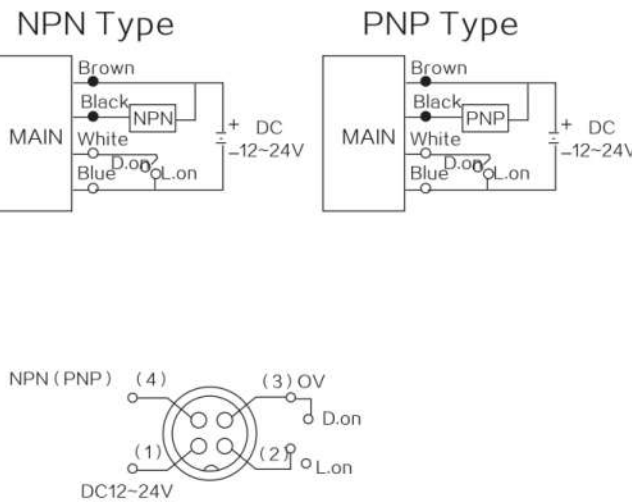 NPN Type
Brown
Black
NPN
MAIN
White
D.on
L.on
Blue
+ DC
−12~24V
PNP Type
Brown
Black
PNP
MAIN
White
D.on
L.on
Blue
+ DC
−12~24V
NPN (PNP) (4)
(3) OV
D.on
(1)
(2)
L.on
DC12~24V